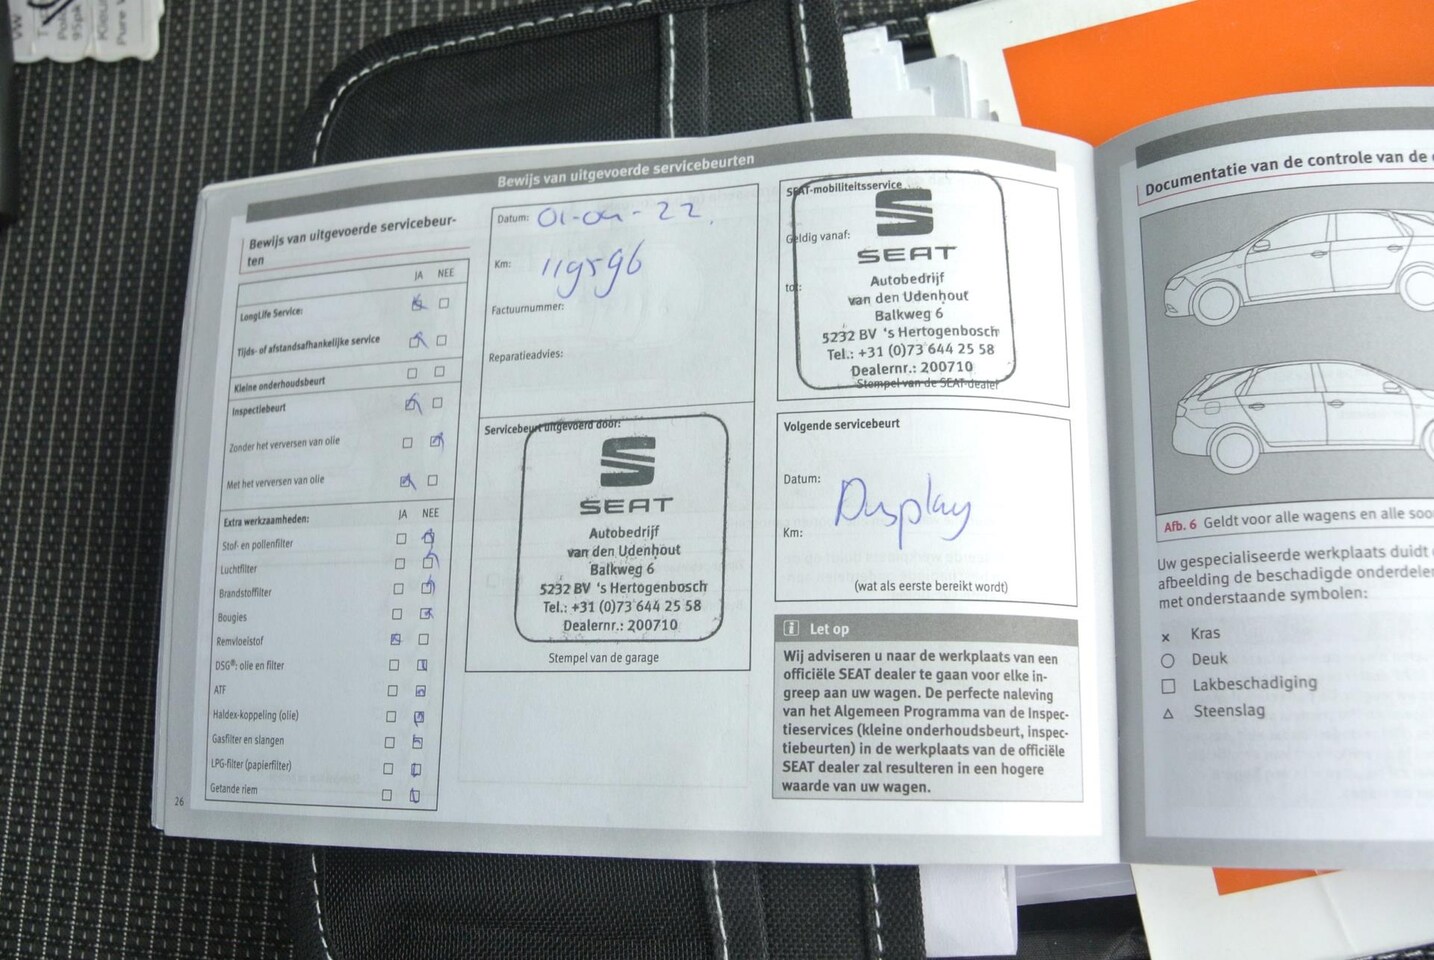 VW
Bewijs van uitgevoerde servicebeurten
Bewijs van uitgevoerde servicebeur-
ten
JA NEE
LongLife Service:
Tijds- of afstandsafhankelijke service
Kleine onderhoudsbeurt
Inspectiebeurt
Zonder het verversen van olie
Met het verversen van olie
Extra werkzaamheden: JA NEE
Stof- en pollenfilter
Luchtfilter
Brandstoffilter
Bougies
Remvloeistof
DSG®: olie en filter
ATF
Haldex-koppeling (olie)
Gasfilter en slangen
LPG-filter (papierfilter)
Getande riem
26
Datum: 01-04-22.
Km: 119596
Factuurnummer:
Reparatieadvies:
Servicebeurt uitgevoerd door:
SEAT
Autobedrijf
van den Udenhout
Balkweg 6
5232 BV 's Hertogenbosch
Tel.: +31 (0)73 644 25 58
Dealernr.: 200710
Stempel van de garage
SEAT-mobiliteitsservice
Geldig vanaf:
tot:
SEAT
Autobedrijf
van den Udenhout
Balkweg 6
5232 BV 's Hertogenbosch
Tel.: +31 (0)73 644 25 58
Dealernr.: 200710
Stempel van de SEAT-dealer
Volgende servicebeurt
Datum:
Display
Km:
(wat als eerste bereikt wordt)
i Let op
Wij adviseren u naar de werkplaats van een
officiële SEAT dealer te gaan voor elke in-
greep aan uw wagen. De perfecte naleving
van het Algemeen Programma van de Inspec-
tieservices (kleine onderhoudsbeurt, inspec-
tiebeurten) in de werkplaats van de officiële
SEAT dealer zal resulteren in een hogere
waarde van uw wagen.
Documentatie van de controle van de
Afb. 6 Geldt voor alle wagens en alle
Uw gespecialiseerde werkplaats duidt
afbeelding de beschadigde onderdelen
met onderstaande symbolen:
x Kras
○ Deuk
□ Lakbeschadiging
△ Steenslag